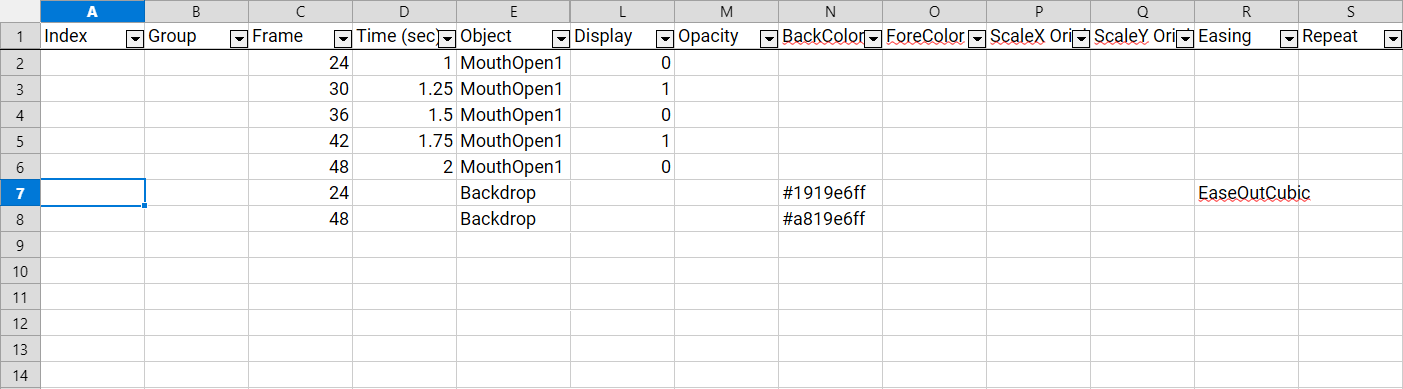 A B C D E L M N O P Q R S
1 Index Group Frame Time (sec) Object Display Opacity BackColor ForeColor ScaleX Ori ScaleY Ori Easing Repeat
2 24 1 MouthOpen1 0
3 30 1.25 MouthOpen1 1
4 36 1.5 MouthOpen1 0
5 42 1.75 MouthOpen1 1
6 48 2 MouthOpen1 0
7 24 Backdrop #1919e6ff EaseOutCubic
8 48 Backdrop #a819e6ff
9
10
11
12
13
14